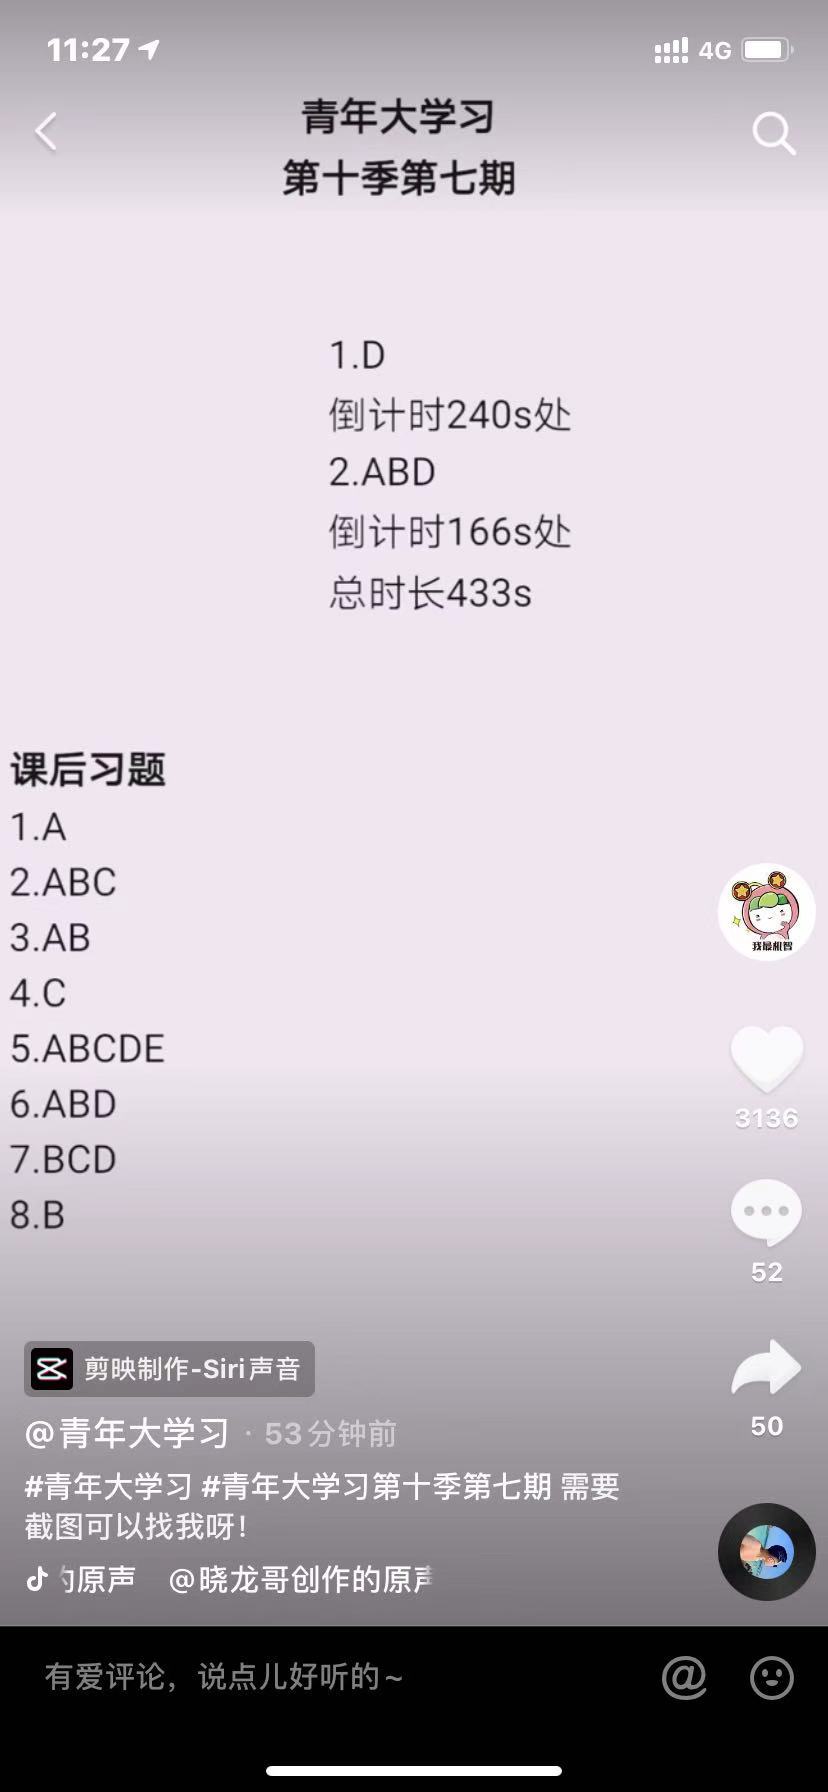 11:27
4G
青年大学习
第十季第七期
1.D
倒计时240s处
2.ABD
倒计时166s处
总时长433s
课后习题
1.A
2.ABC
3.AB
4.C
5.ABCDE
6.ABD
7.BCD
8.B
我最机智
3136
52
50
剪映制作-Siri声音
@青年大学习 · 53分钟前
#青年大学习 #青年大学习第十季第七期 需要
截图可以找我呀！
的原声 @晓龙哥创作的原声
有爱评论，说点儿好听的~